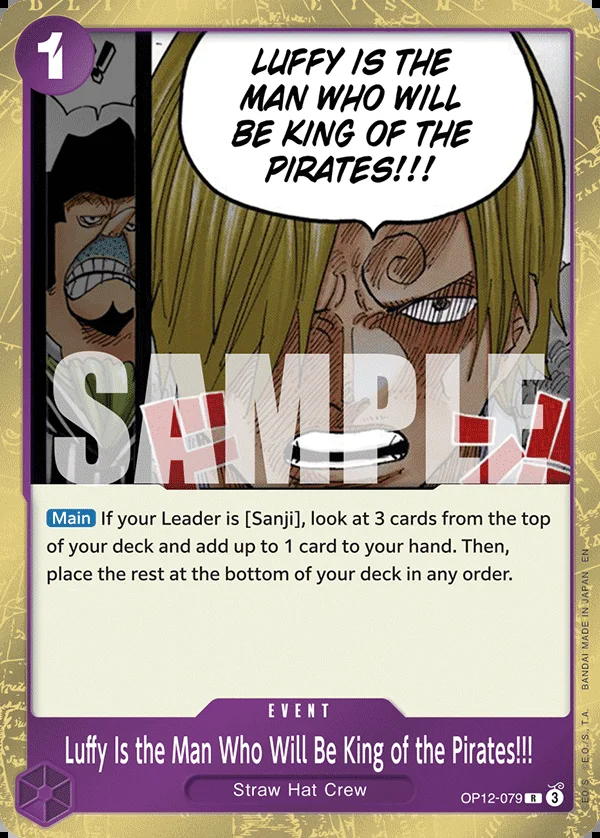 1
LUFFY IS THE
MAN WHO WILL
BE KING OF THE
PIRATES!!!
SAMPLE
Main If your Leader is [Sanji], look at 3 cards from the top
of your deck and add up to 1 card to your hand. Then,
place the rest at the bottom of your deck in any order.
EVENT
Luffy Is the Man Who Will Be King of the Pirates!!!
Straw Hat Crew
OP12-079 R 3
©E.O./S., T.A. BANDAI MADE IN JAPAN EN